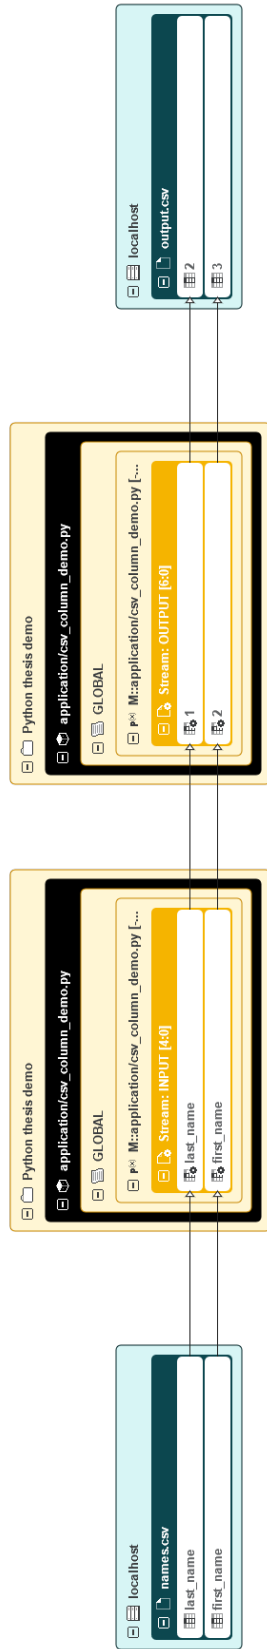 localhost
names.csv
last_name
first_name
Python thesis demo
application/csv_column_demo.py
GLOBAL
M::application/csv_column_demo.py [-...
Stream: INPUT [4:0]
last_name
first_name
Python thesis demo
application/csv_column_demo.py
GLOBAL
M::application/csv_column_demo.py [-...
Stream: OUTPUT [6:0]
1
2
localhost
output.csv
2
3